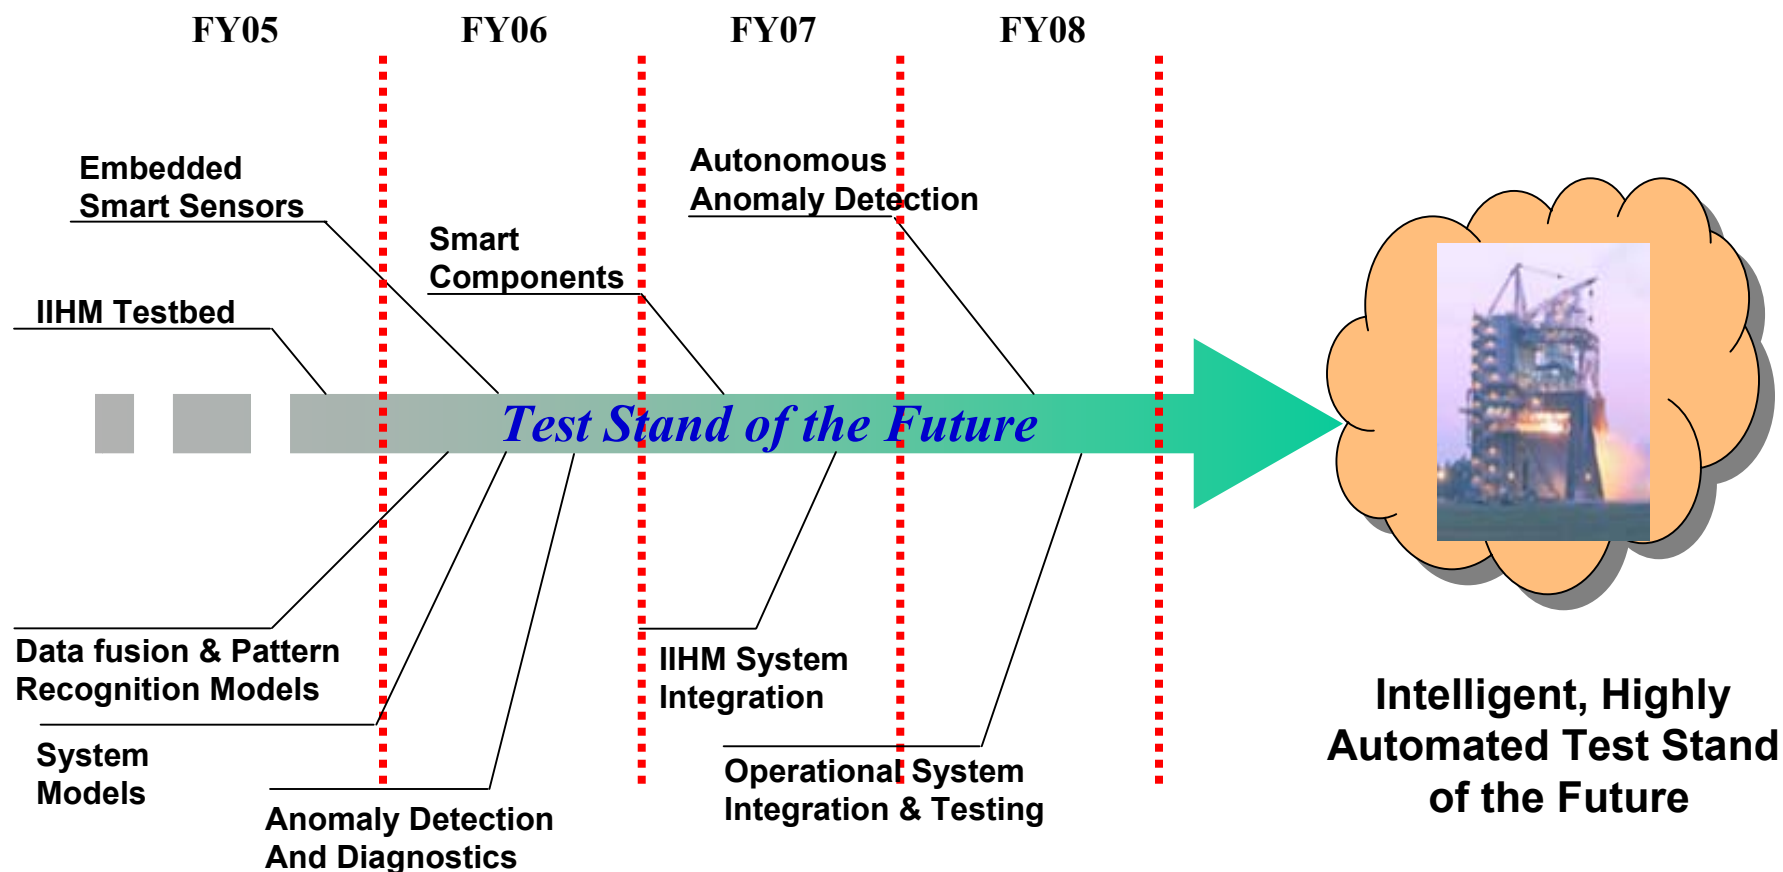 FY05 FY06 FY07 FY08
Embedded
Smart Sensors
Smart
Components
Autonomous
Anomaly Detection
IIHM Testbed
Test Stand of the Future
Data fusion & Pattern
Recognition Models
System
Models
Anomaly Detection
And Diagnostics
IIHM System
Integration
Operational System
Integration & Testing
Intelligent, Highly
Automated Test Stand
of the Future